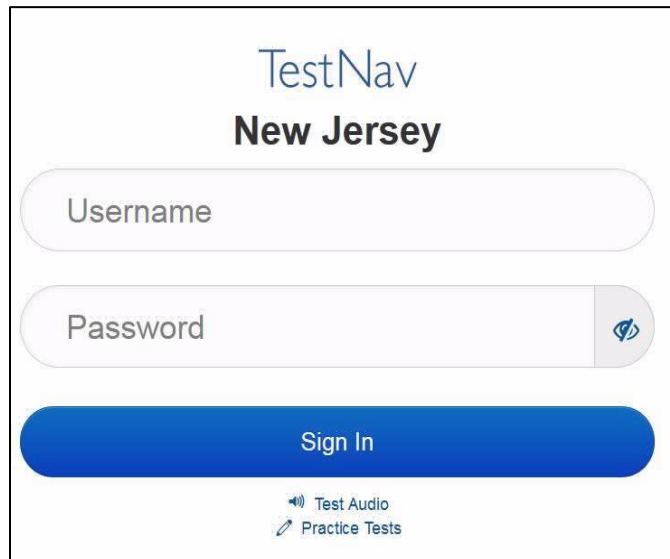 TestNav
New Jersey
Username
Password
Sign In
Test Audio
Practice Tests